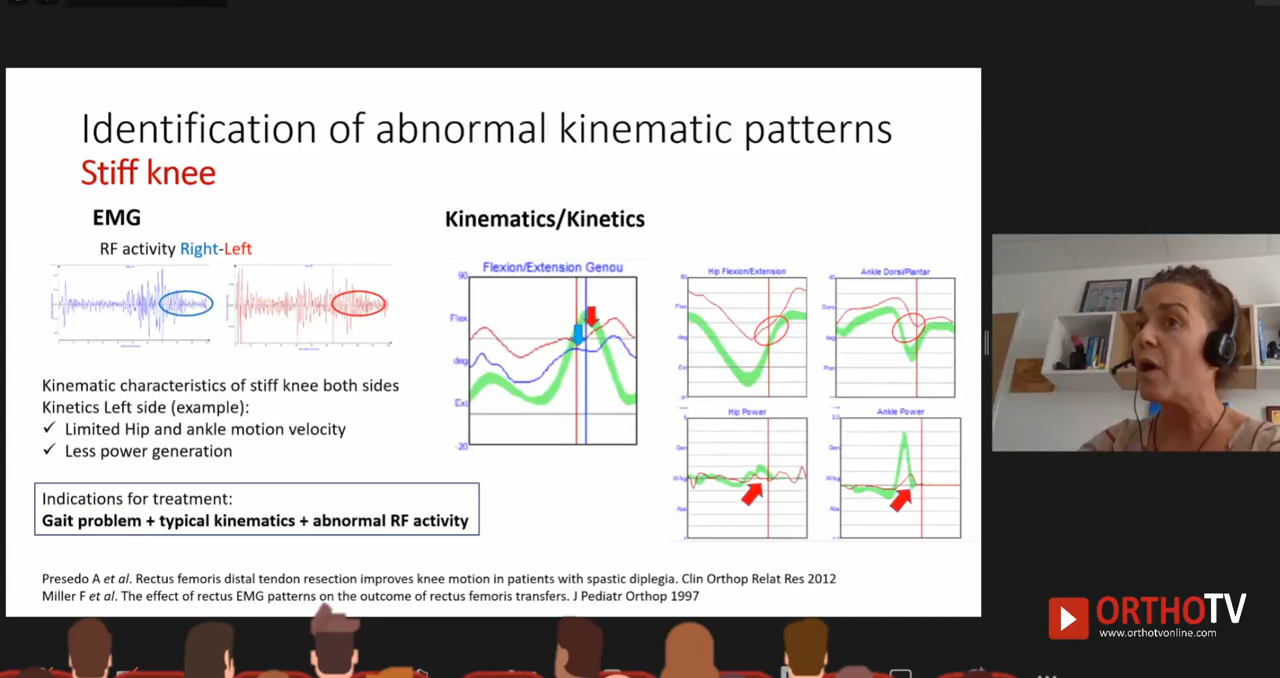 Identification of abnormal kinematic patterns
Stiff knee
EMG
RF activity Right-Left
Kinematic characteristics of stiff knee both sides
Kinetics Left side (example):
✓ Limited Hip and ankle motion velocity
✓ Less power generation
Indications for treatment:
Gait problem + typical kinematics + abnormal RF activity
Kinematics/Kinetics
Flexion/Extension Genou
90
Flex
deg
Ext
-20
Hip Flexion/Extension
Ankle Dorsi/Plantar
Hip Power
Ankle Power
Presedo A et al. Rectus femoris distal tendon resection improves knee motion in patients with spastic diplegia. Clin Orthop Relat Res 2012
Miller F et al. The effect of rectus EMG patterns on the outcome of rectus femoris transfers. J Pediatr Orthop 1997
ORTHOTV
www.orthotvonline.com